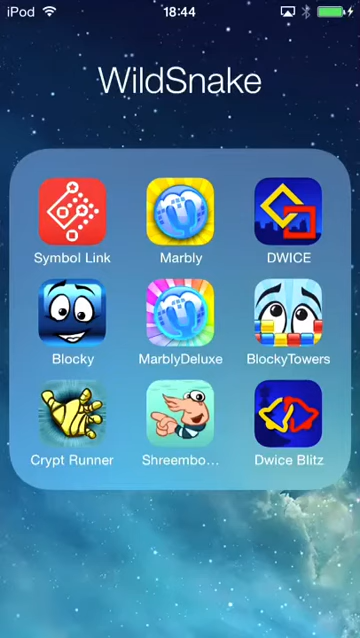 iPod 18:44
WildSnake
Symbol Link Marbly DWICE
Blocky MarblyDeluxe BlockyTowers
Crypt Runner Shreembo... Dwice Blitz